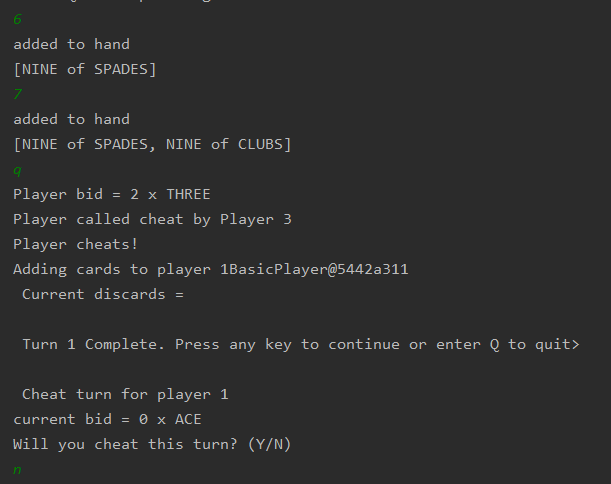 6
added to hand
[NINE of SPADES]
7
added to hand
[NINE of SPADES, NINE of CLUBS]
q
Player bid = 2 x THREE
Player called cheat by Player 3
Player cheats!
Adding cards to player 1BasicPlayer@5442a311
Current discards =
Turn 1 Complete. Press any key to continue or enter Q to quit>
Cheat turn for player 1
current bid = 0 x ACE
Will you cheat this turn? (Y/N)
n